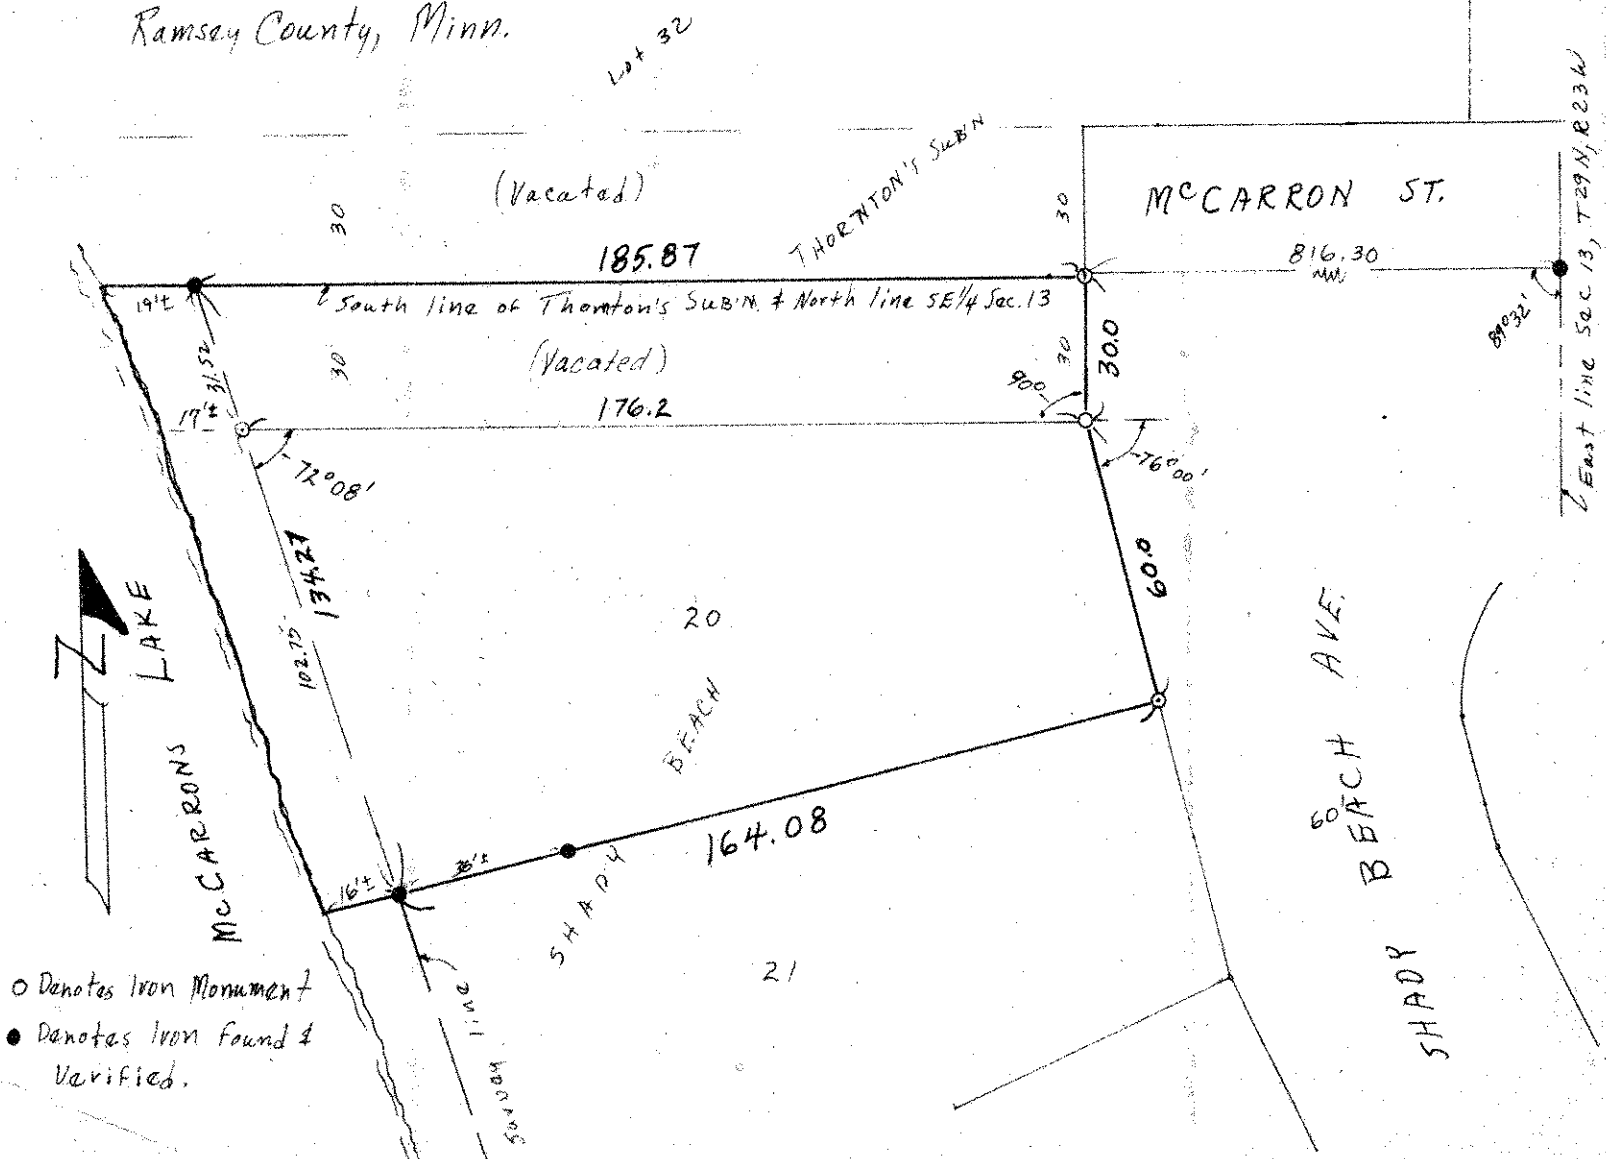 Ramsey County, Minn.
Lot 32
(Vacated)
THORNTON'S SUB'N
McCARRON ST.
East line Sec 13, T29N, R23W
30
30
185.87
816.30
19'±
South line of Thornton's SUB'N. & North line SE1/4 Sec.13
89°32'
31.52
30
(Vacated)
30
30.0
90°
17'±
176.2
72°08'
76°00'
134.27
102.75
60.0
20
LAKE
McCARRONS
SHADY BEACH
SHADY BEACH AVE.
60
164.08
16'±
36'±
21
Survey line
Denotes Iron Monument
Denotes Iron Found &
Verified.